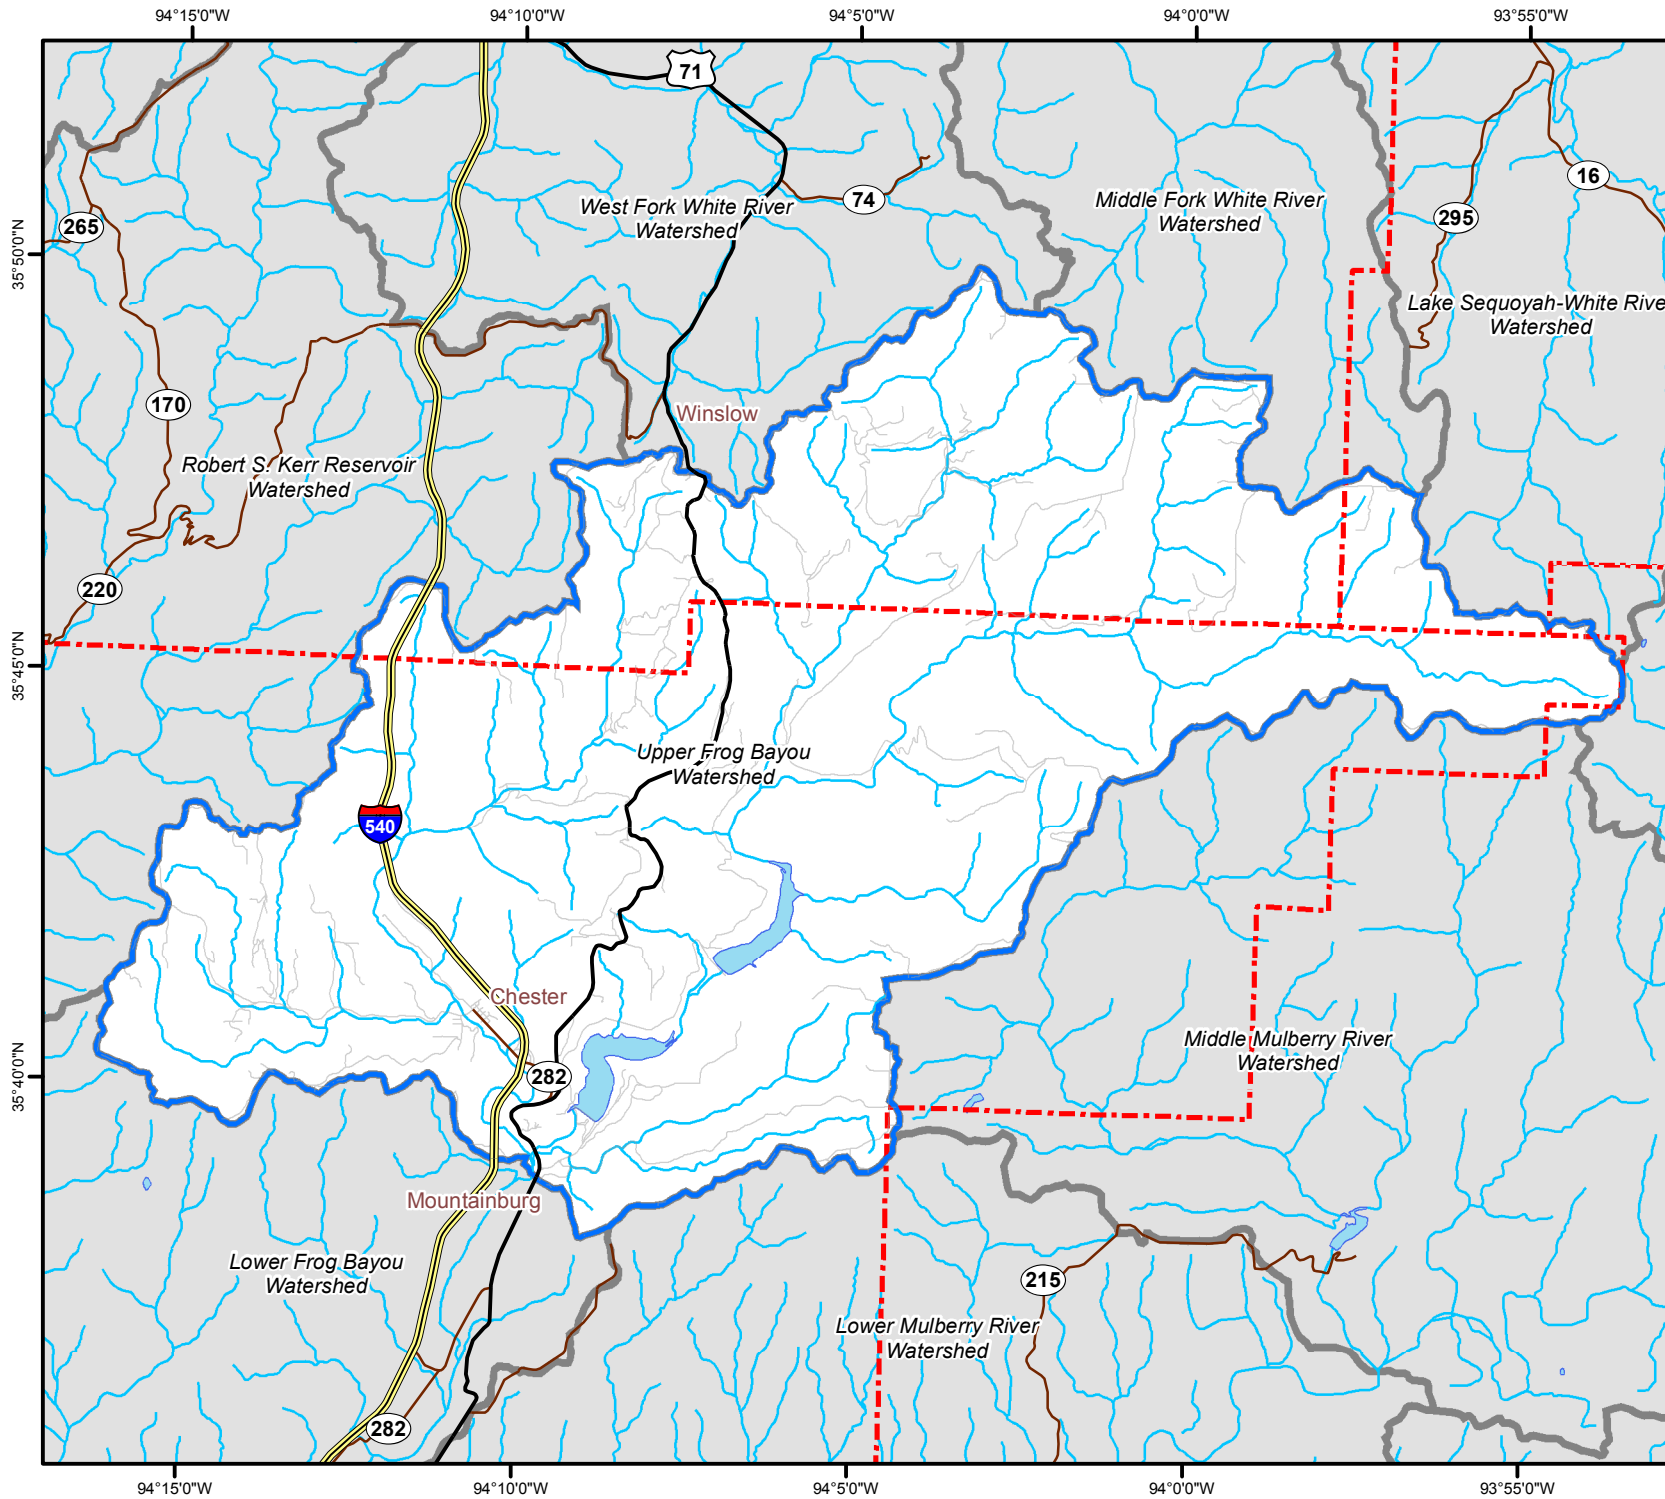 94°15'0"W
94°10'0"W
94°5'0"W
94°0'0"W
93°55'0"W
71
16
74
West Fork White River
Watershed
Middle Fork White River
Watershed
295
265
35°50'0"N
Lake Sequoyah-White Rive
Watershed
170
Winslow
Robert S. Kerr Reservoir
Watershed
220
35°45'0"N
Upper Frog Bayou
Watershed
540
Chester
Middle Mulberry River
Watershed
282
35°40'0"N
Mountainburg
Lower Frog Bayou
Watershed
215
Lower Mulberry River
Watershed
282
94°15'0"W
94°10'0"W
94°5'0"W
94°0'0"W
93°55'0"W